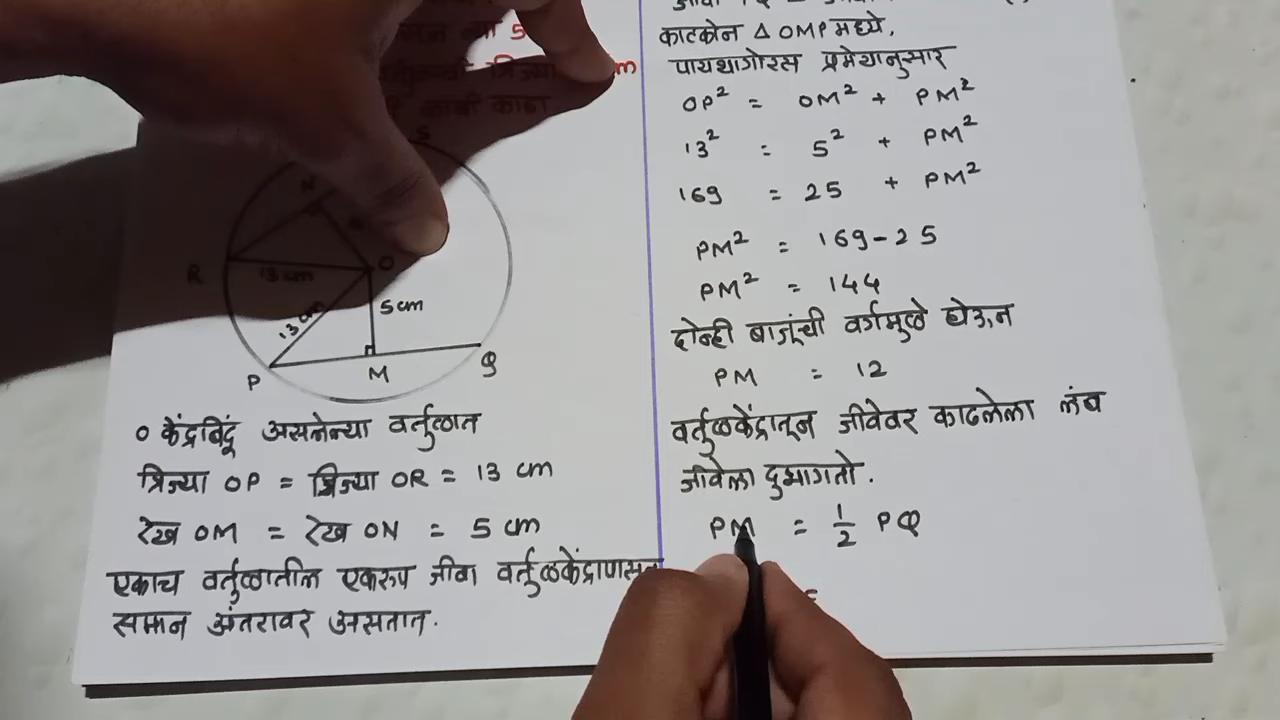 त्रिज्या
काढा
S
N
R
13 cm
O
13 cm
5 cm
P
M
Q
O केंद्रबिंदू असलेल्या वर्तुळात
त्रिज्या OP = त्रिज्या OR = 13 cm
रेख OM = रेख ON = 5 cm
एकाच वर्तुळातील एकरूप जीवा वर्तुळकेंद्रापासून
समान अंतरावर असतात.
काटकोन Δ OMP मध्ये,
पायथागोरस प्रमेयानुसार
OP² = OM² + PM²
13² = 5² + PM²
169 = 25 + PM²
PM² = 169 - 25
PM² = 144
दोन्ही बाजूंची वर्गमुळे घेऊन
PM = 12
वर्तुळकेंद्रातून जीवेवर काढलेला लंब
जीवेला दुभागतो.
PM = 1/2 PQ